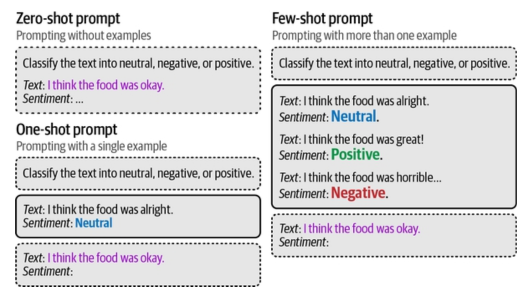 Zero-shot prompt
Prompting without examples
Classify the text into neutral, negative, or positive.
Text: I think the food was okay.
Sentiment: ...
One-shot prompt
Prompting with a single example
Classify the text into neutral, negative, or positive.
Text: I think the food was alright.
Sentiment: Neutral
Text: I think the food was okay.
Sentiment:
Few-shot prompt
Prompting with more than one example
Classify the text into neutral, negative, or positive.
Text: I think the food was alright.
Sentiment: Neutral.
Text: I think the food was great!
Sentiment: Positive.
Text: I think the food was horrible...
Sentiment: Negative.
Text: I think the food was okay.
Sentiment: